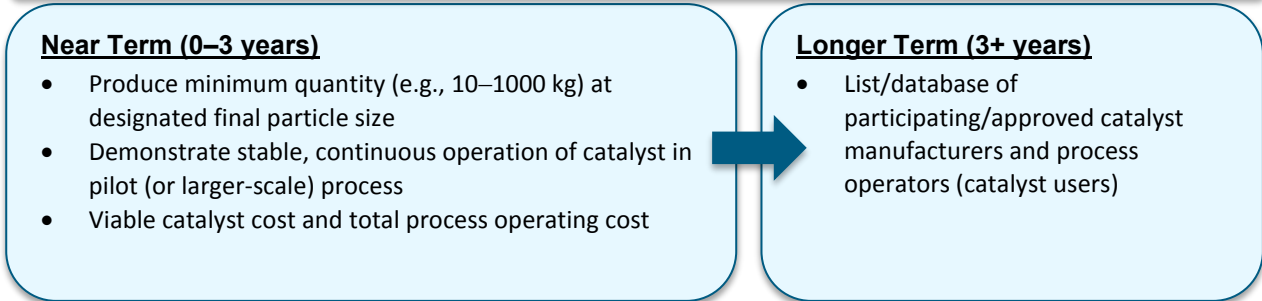 Near Term (0–3 years)
• Produce minimum quantity (e.g., 10–1000 kg) at
designated final particle size
• Demonstrate stable, continuous operation of catalyst in
pilot (or larger-scale) process
• Viable catalyst cost and total process operating cost
Longer Term (3+ years)
• List/database of
participating/approved catalyst
manufacturers and process
operators (catalyst users)